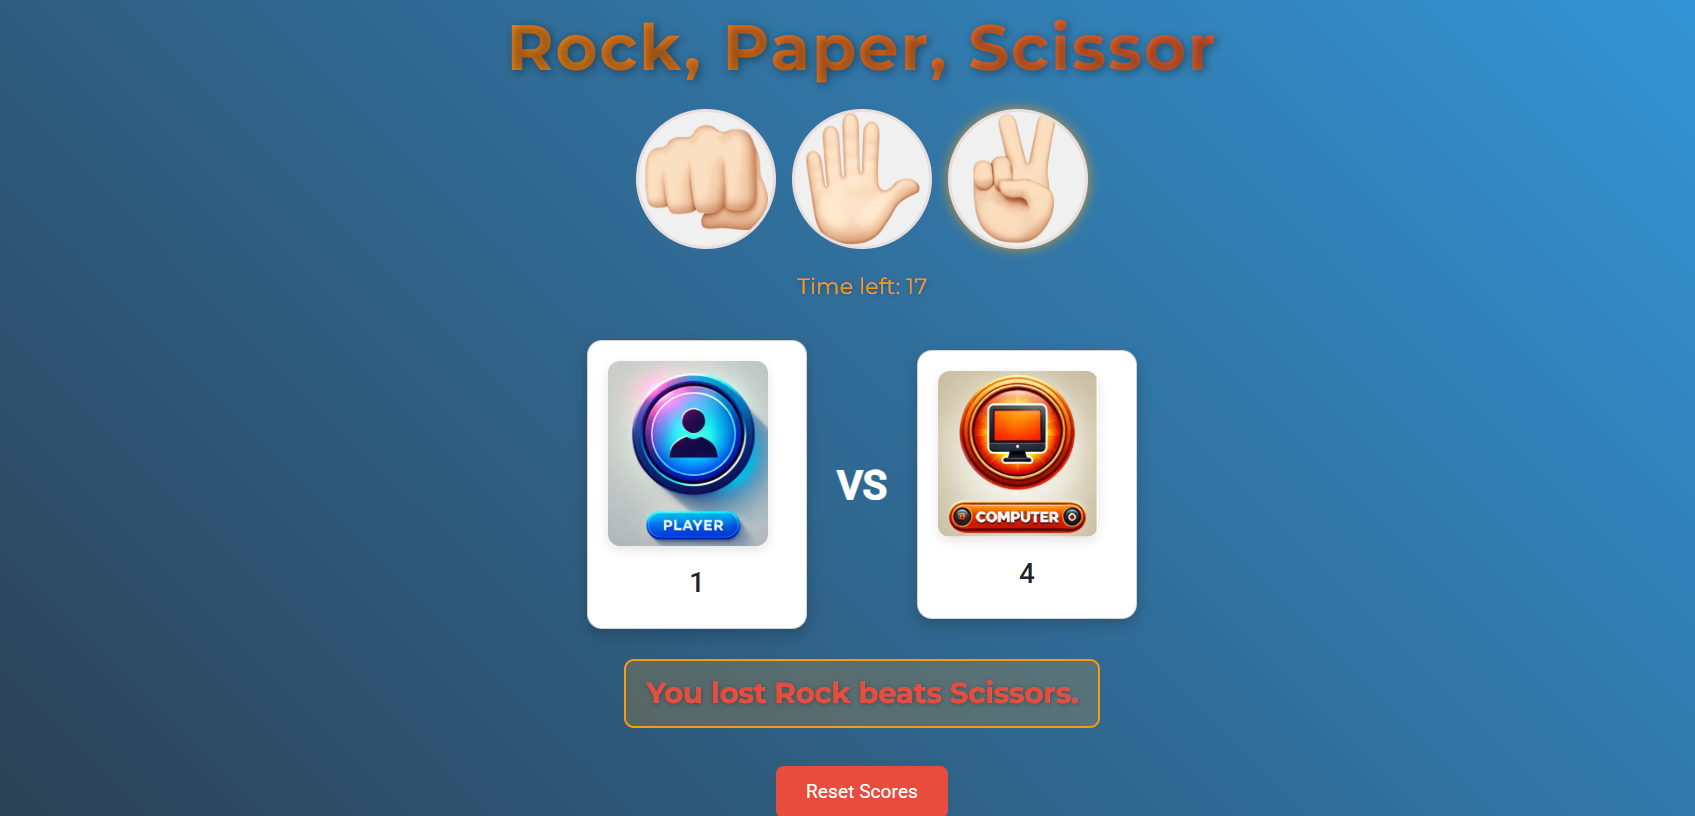 Rock, Paper, Scissor
Time left: 17
PLAYER
1
VS
COMPUTER
4
You lost Rock beats Scissors.
Reset Scores